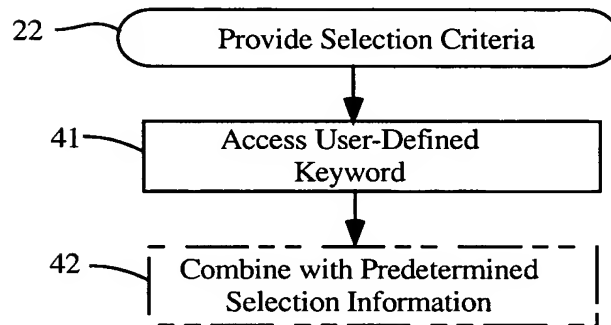 22
Provide Selection Criteria
41
Access User-Defined
Keyword
42
Combine with Predetermined
Selection Information